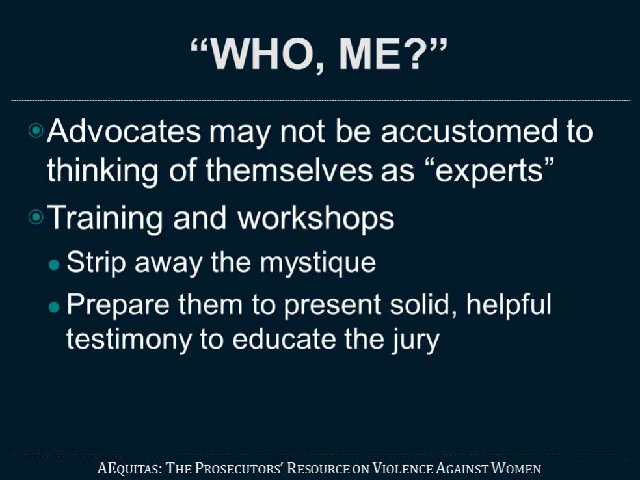 “WHO, ME?”
Advocates may not be accustomed to
thinking of themselves as “experts”
Training and workshops
Strip away the mystique
Prepare them to present solid, helpful
testimony to educate the jury
AEQUITAS: THE PROSECUTORS’ RESOURCE ON VIOLENCE AGAINST WOMEN